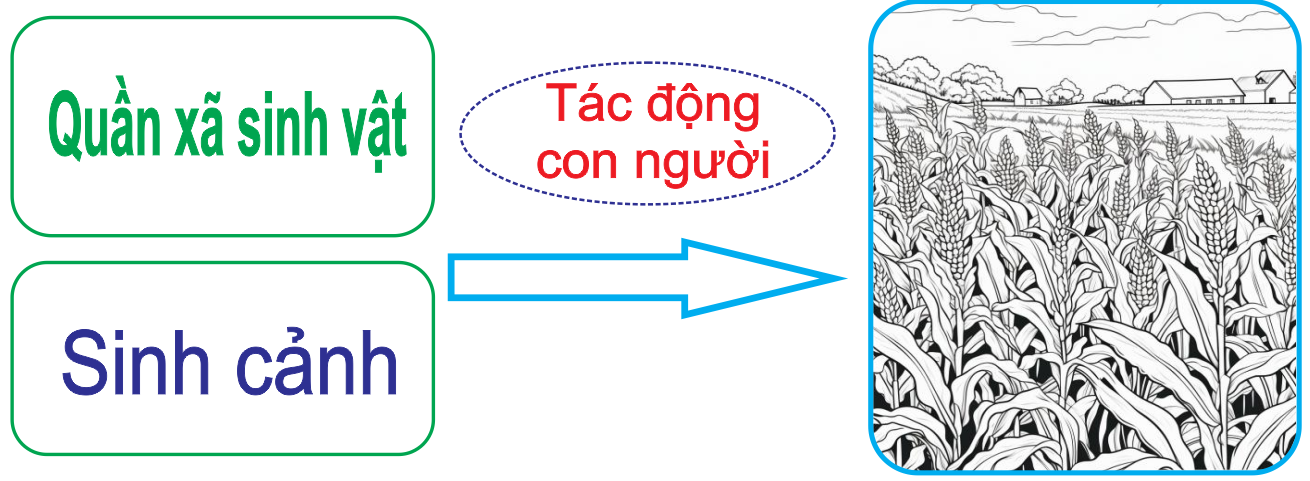 Quần xã sinh vật
Tác động
con người
Sinh cảnh